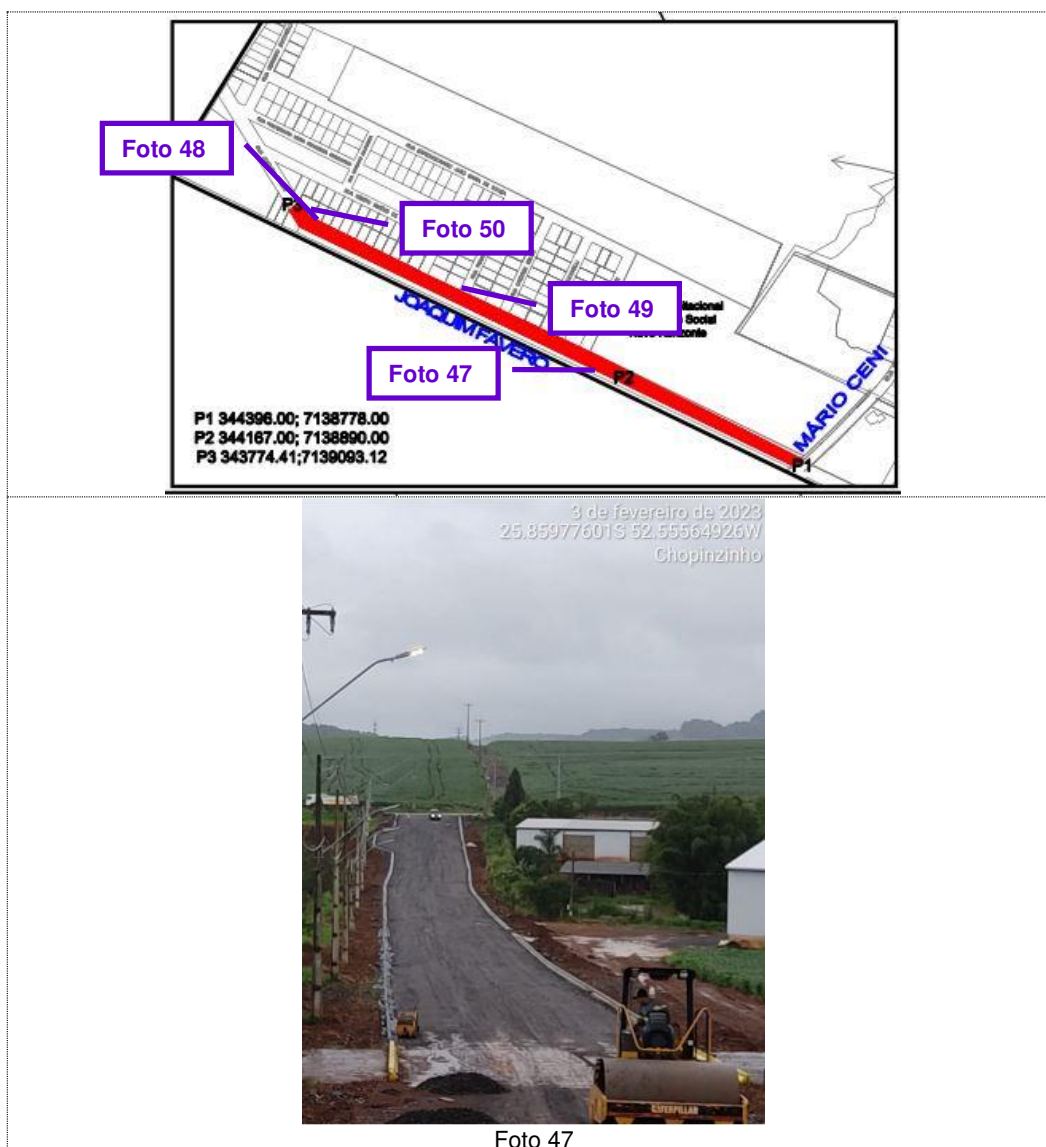 Foto 48
P3
Foto 50
Foto 49
itacional
Social
JOAQUIM FAVERO
Foto 47
P2
MÁRIO CENI
P1
P1 344396.00; 7138778.00
P2 344167.00; 7138890.00
P3 343774.41;7139093.12
3 de fevereiro de 2023
25.85977601S 52.55564926W
Chopinzinho
CATERPILLAR
Foto 47